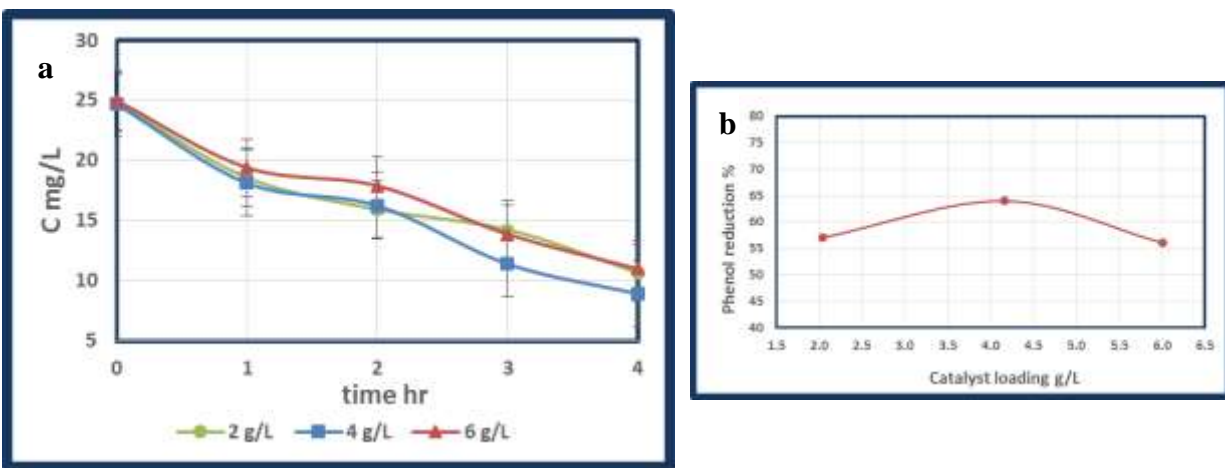 a
30
25
20
15
10
5
C mg/L
0 1 2 3 4
time hr
2 g/L 4 g/L 6 g/L
b
80
75
70
65
60
55
50
45
40
Phenol reduction %
1.5 2.0 2.5 3.0 3.5 4.0 4.5 5.0 5.5 6.0 6.5
Catalyst loading g/L